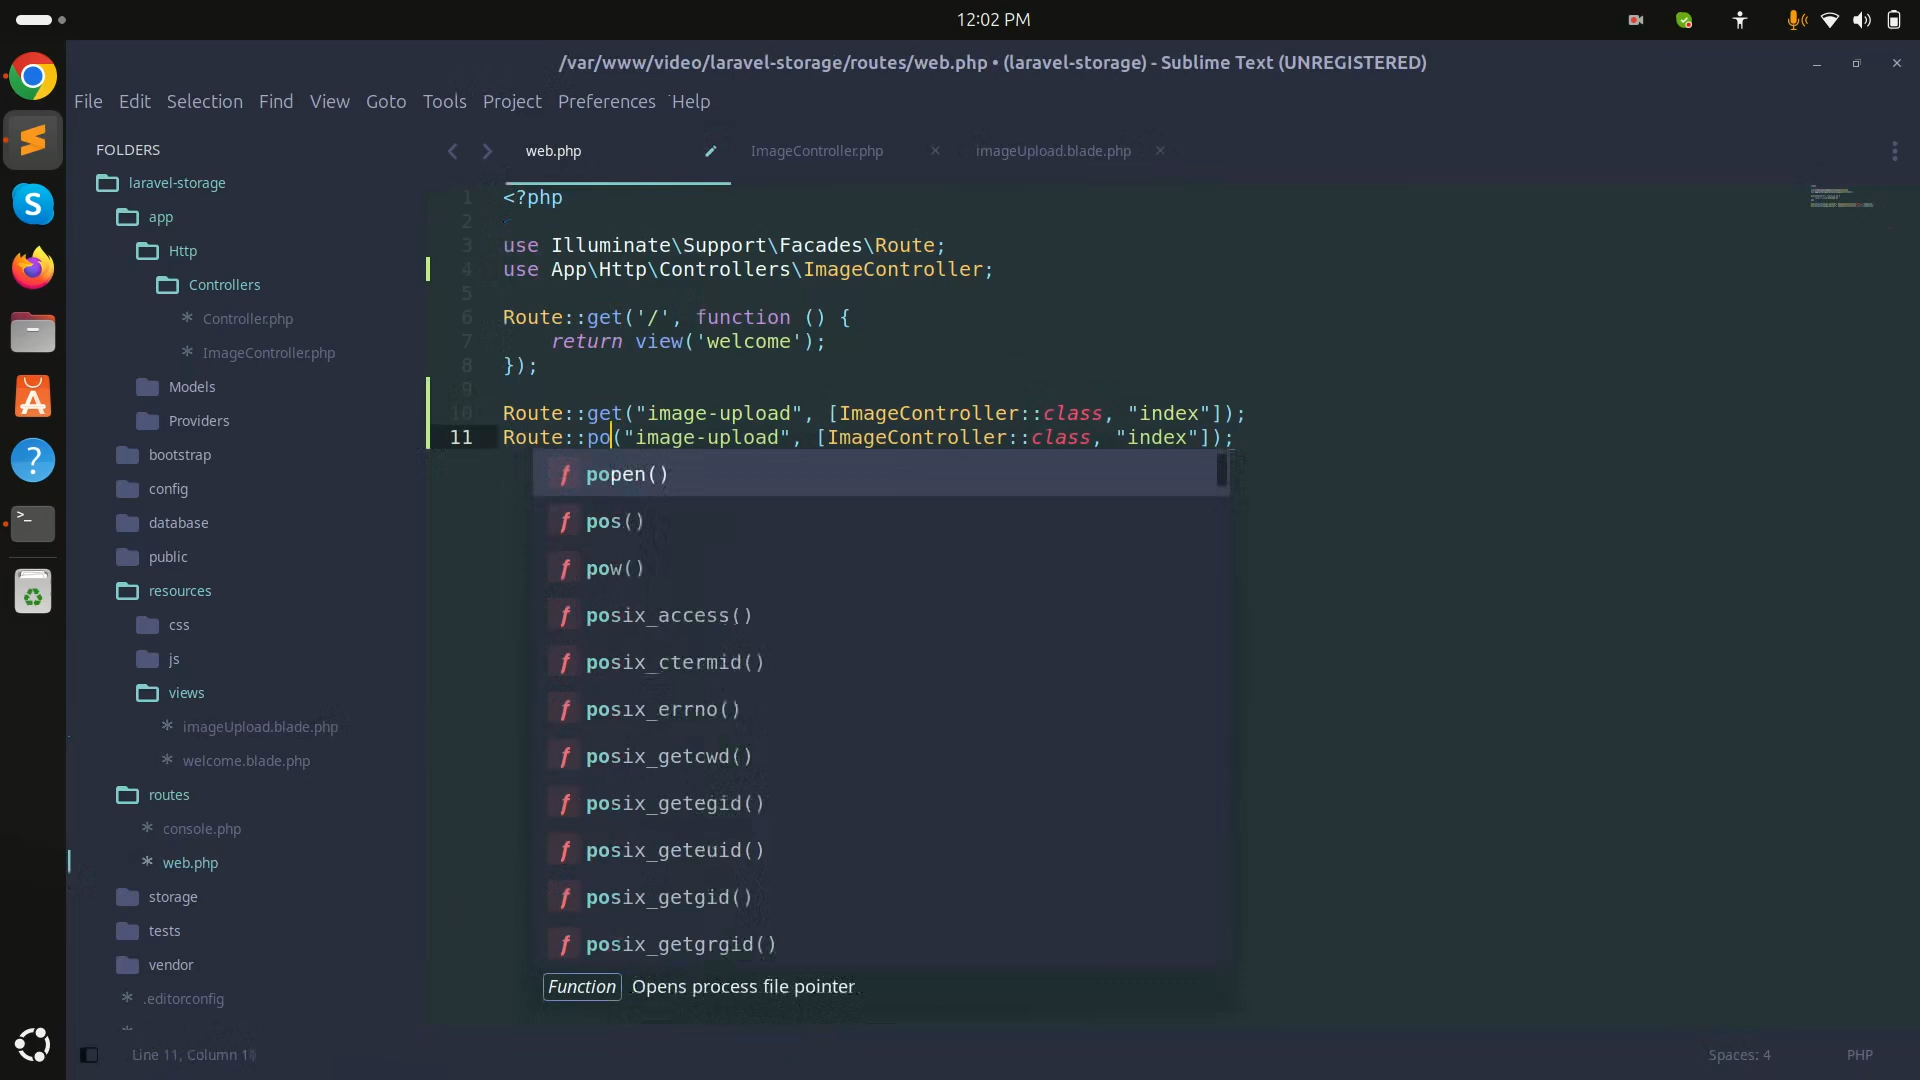 12:02 PM
/var/www/video/laravel-storage/routes/web.php • (laravel-storage) - Sublime Text (UNREGISTERED)
File Edit Selection Find View Goto Tools Project Preferences Help
FOLDERS
laravel-storage
app
Http
Controllers
Controller.php
ImageController.php
Models
Providers
bootstrap
config
database
public
resources
css
js
views
imageUpload.blade.php
welcome.blade.php
routes
console.php
web.php
storage
tests
vendor
.editorconfig
web.php ImageController.php imageUpload.blade.php
1 <?php
2
3 use Illuminate\Support\Facades\Route;
4 use App\Http\Controllers\ImageController;
5
6 Route::get('/', function () {
7 return view('welcome');
8 });
9
10 Route::get("image-upload", [ImageController::class, "index"]);
11 Route::po("image-upload", [ImageController::class, "index"]);
f popen()
f pos()
f pow()
f posix_access()
f posix_ctermid()
f posix_errno()
f posix_getcwd()
f posix_getegid()
f posix_geteuid()
f posix_getgid()
f posix_getgrgid()
Function Opens process file pointer
Line 11, Column
Spaces: 4 PHP